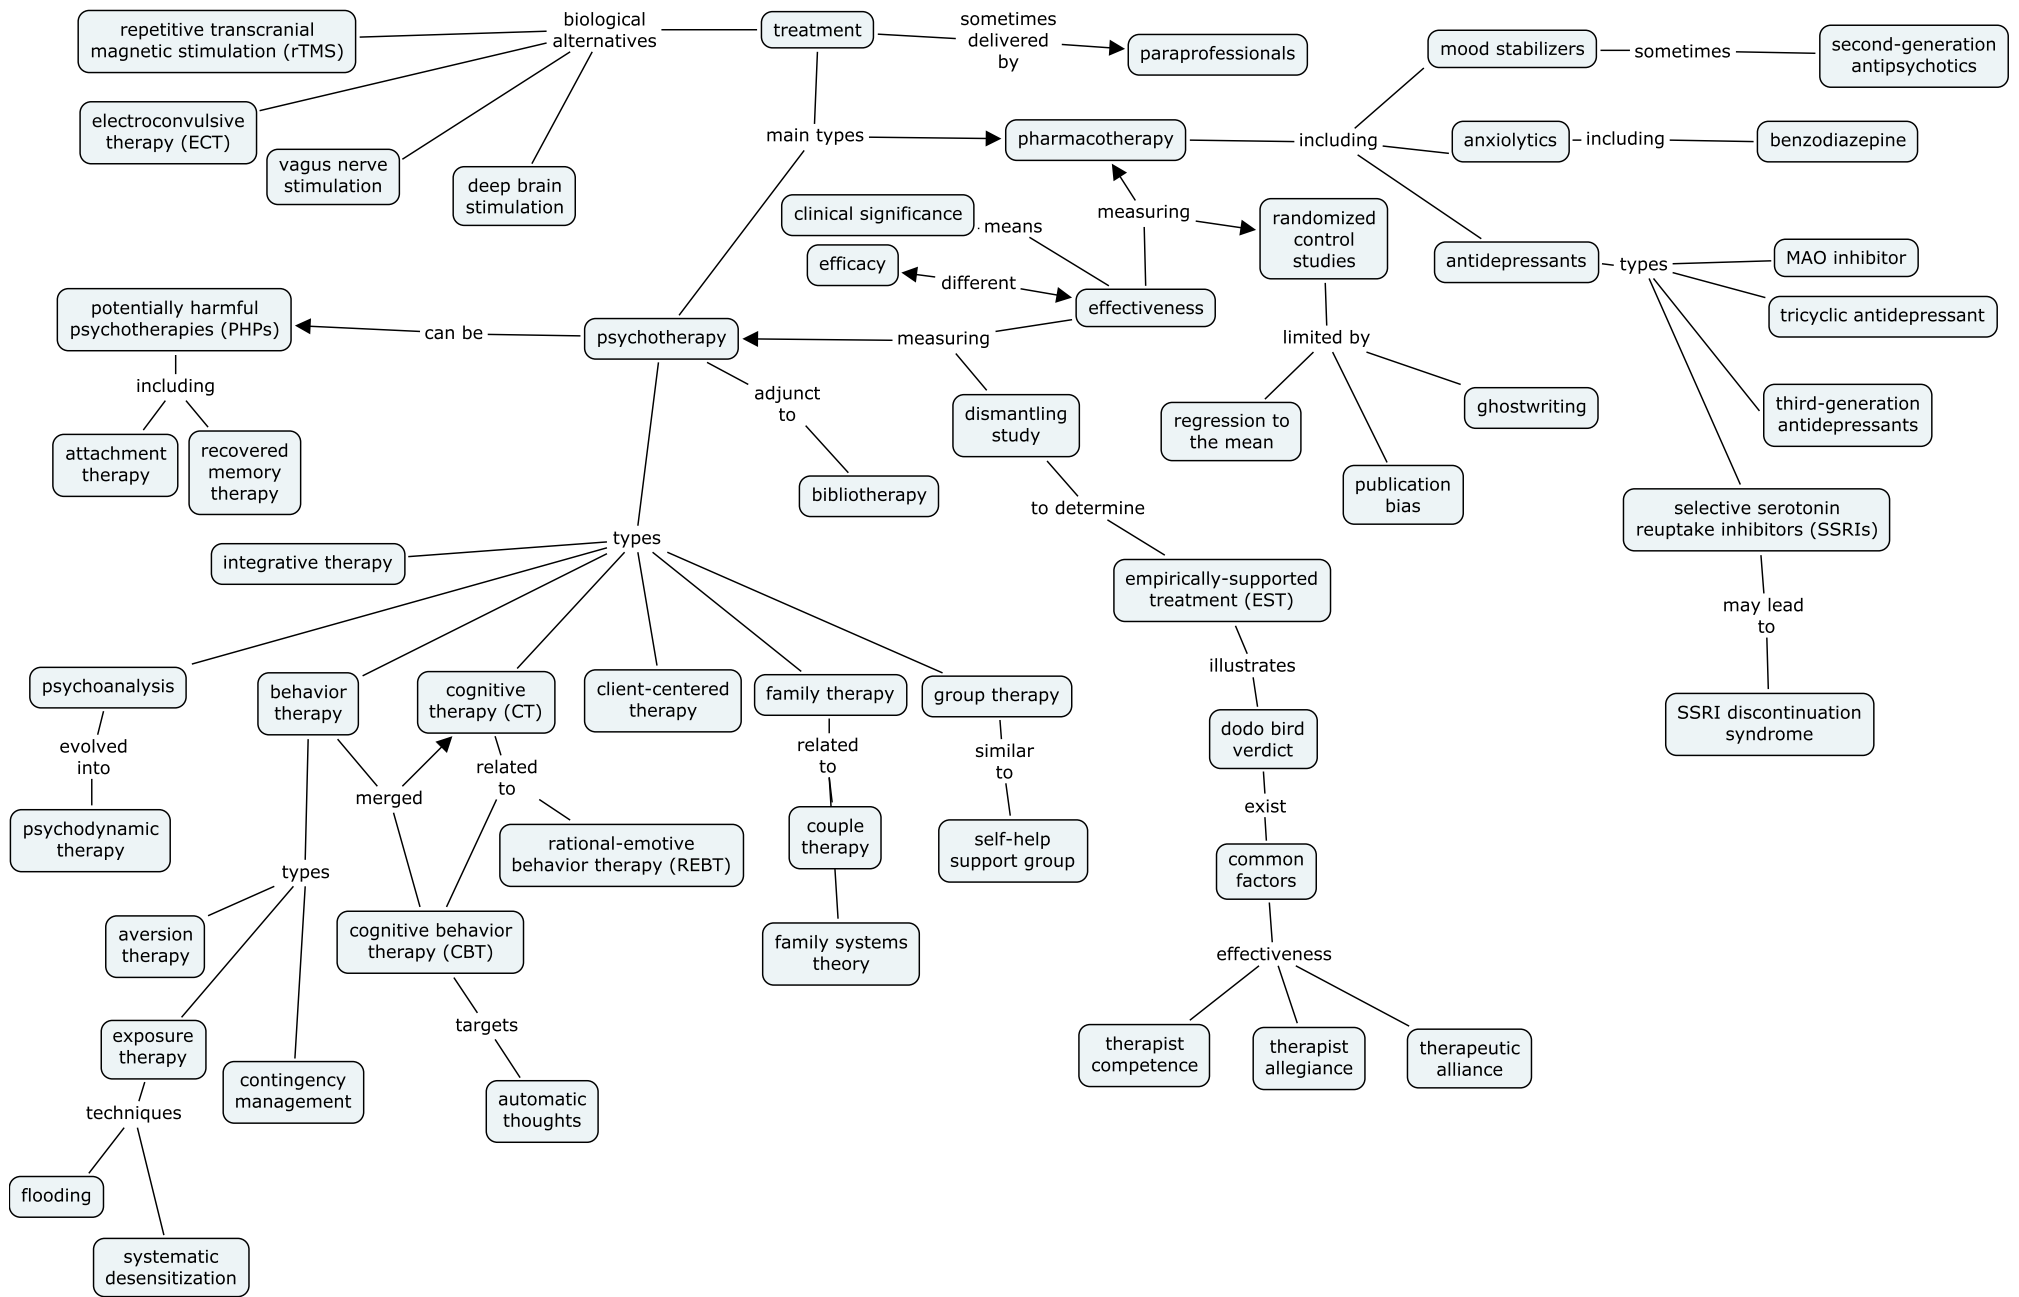 repetitive transcranial
magnetic stimulation (rTMS)
biological
alternatives
treatment
sometimes
delivered
by
paraprofessionals
mood stabilizers
sometimes
second-generation
antipsychotics
electroconvulsive
therapy (ECT)
vagus nerve
stimulation
deep brain
stimulation
main types
pharmacotherapy
including
anxiolytics
including
benzodiazepine
clinical significance
means
measuring
randomized
control
studies
efficacy
different
effectiveness
antidepressants
types
MAO inhibitor
tricyclic antidepressant
third-generation
antidepressants
potentially harmful
psychotherapies (PHPs)
can be
psychotherapy
measuring
limited by
including
attachment
therapy
recovered
memory
therapy
adjunct
to
bibliotherapy
dismantling
study
regression to
the mean
ghostwriting
publication
bias
to determine
selective serotonin
reuptake inhibitors (SSRIs)
types
integrative therapy
empirically-supported
treatment (EST)
may lead
to
SSRI discontinuation
syndrome
illustrates
psychoanalysis
behavior
therapy
cognitive
therapy (CT)
client-centered
therapy
family therapy
group therapy
dodo bird
verdict
evolved
into
merged
related
to
related
to
similar
to
exist
psychodynamic
therapy
rational-emotive
behavior therapy (REBT)
couple
therapy
self-help
support group
common
factors
types
aversion
therapy
cognitive behavior
therapy (CBT)
family systems
theory
effectiveness
exposure
therapy
contingency
management
targets
automatic
thoughts
therapist
competence
therapist
allegiance
therapeutic
alliance
techniques
flooding
systematic
desensitization